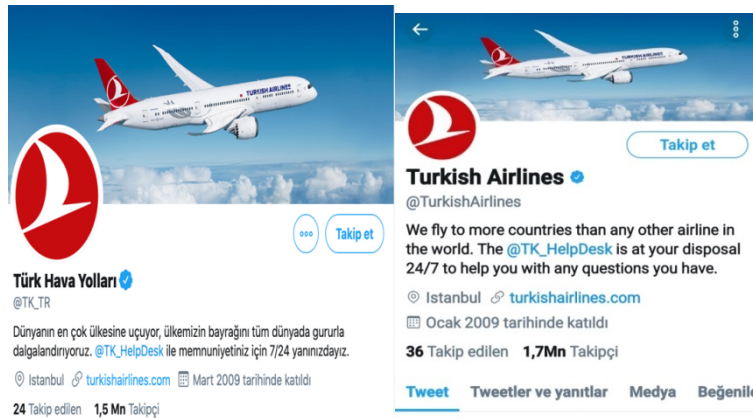 TURKISH AIRLINES
Takip et
Türk Hava Yolları
@TK_TR
Dünyanın en çok ülkesine uçuyor, ülkemizin bayrağını tüm dünyada gururla
dalgalandırıyoruz. @TK_HelpDesk ile memnuniyetiniz için 7/24 yanınızdayız.
Istanbul turkishairlines.com Mart 2009 tarihinde katıldı
24 Takip edilen 1,5 Mn Takipçi
TURKISH AIRLINES
Takip et
Turkish Airlines
@TurkishAirlines
We fly to more countries than any other airline in
the world. The @TK_HelpDesk is at your disposal
24/7 to help you with any questions you have.
Istanbul turkishairlines.com
Ocak 2009 tarihinde katıldı
36 Takip edilen 1,7Mn Takipçi
Tweet Tweetler ve yanıtlar Medya Beğenile